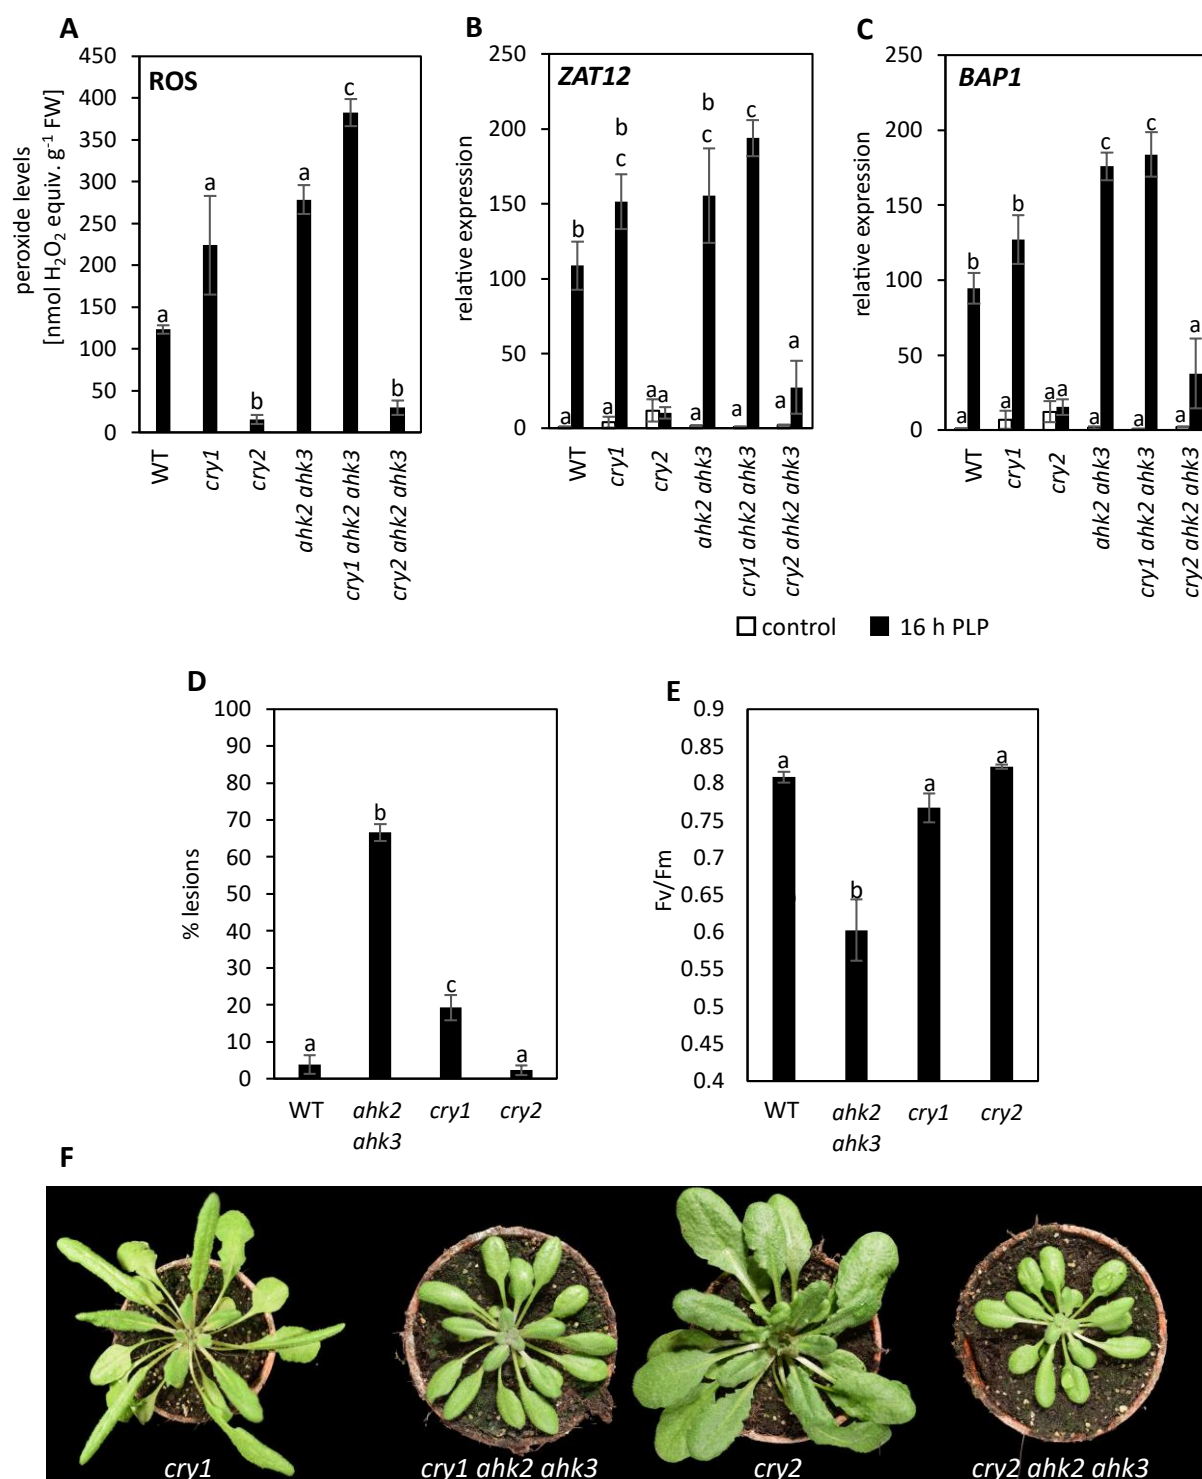 A
ROS
peroxide levels
[nmol H₂O₂ equiv. g⁻¹ FW]
450
400
350
300
250
200
150
100
50
0
a
a
b
a
c
b
WT
cry1
cry2
ahk2 ahk3
cry1 ahk2 ahk3
cry2 ahk2 ahk3
B
ZAT12
relative expression
250
200
150
100
50
0
a
b
a
b
c
a
a
a
b
c
a
c
a
a
WT
cry1
cry2
ahk2 ahk3
cry1 ahk2 ahk3
cry2 ahk2 ahk3
C
BAP1
relative expression
250
200
150
100
50
0
a
b
a
b
a
a
a
c
a
c
a
a
WT
cry1
cry2
ahk2 ahk3
cry1 ahk2 ahk3
cry2 ahk2 ahk3
control 16 h PLP
D
% lesions
100
90
80
70
60
50
40
30
20
10
0
a
b
c
a
WT
ahk2
ahk3
cry1
cry2
E
Fv/Fm
0.9
0.85
0.8
0.75
0.7
0.65
0.6
0.55
0.5
0.45
0.4
a
b
a
a
WT
ahk2
ahk3
cry1
cry2
F
cry1
cry1 ahk2 ahk3
cry2
cry2 ahk2 ahk3